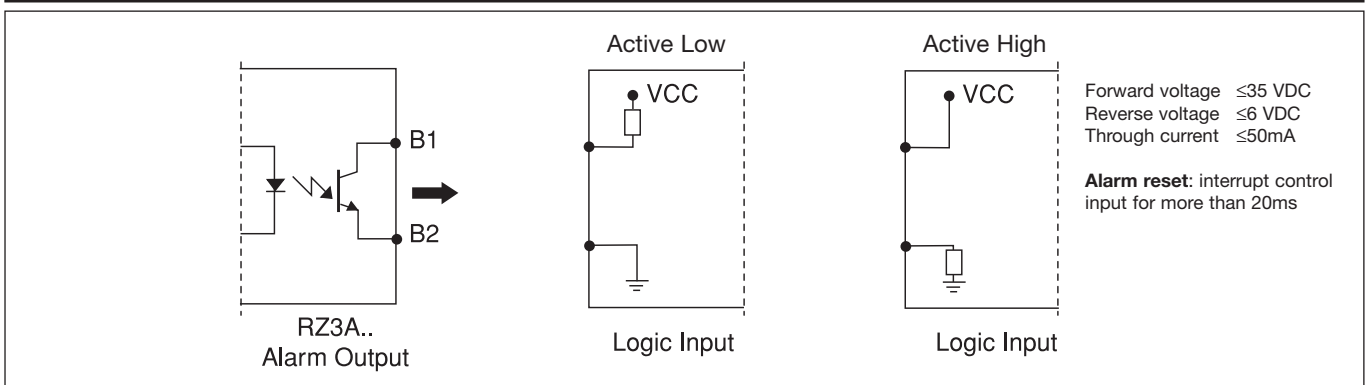 Active Low
Active High
VCC
VCC
B1
B2
RZ3A..
Alarm Output
Logic Input
Logic Input
Forward voltage ≤35 VDC
Reverse voltage ≤6 VDC
Through current ≤50mA
Alarm reset: interrupt control
input for more than 20ms